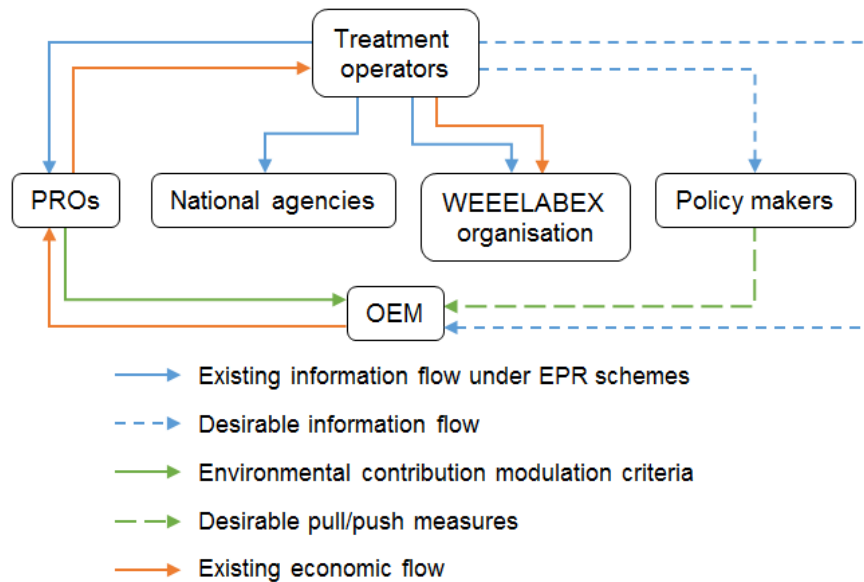 Treatment
operators
PROs
National agencies
WEEELABEX
organisation
Policy makers
OEM
Existing information flow under EPR schemes
Desirable information flow
Environmental contribution modulation criteria
Desirable pull/push measures
Existing economic flow